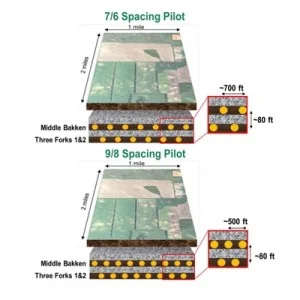 7/6 Spacing Pilot
1 mile
2 miles
~700 ft
~80 ft
Middle Bakken
Three Forks 1&2
9/8 Spacing Pilot
1 mile
2 miles
~500 ft
~80 ft
Middle Bakken
Three Forks 1&2